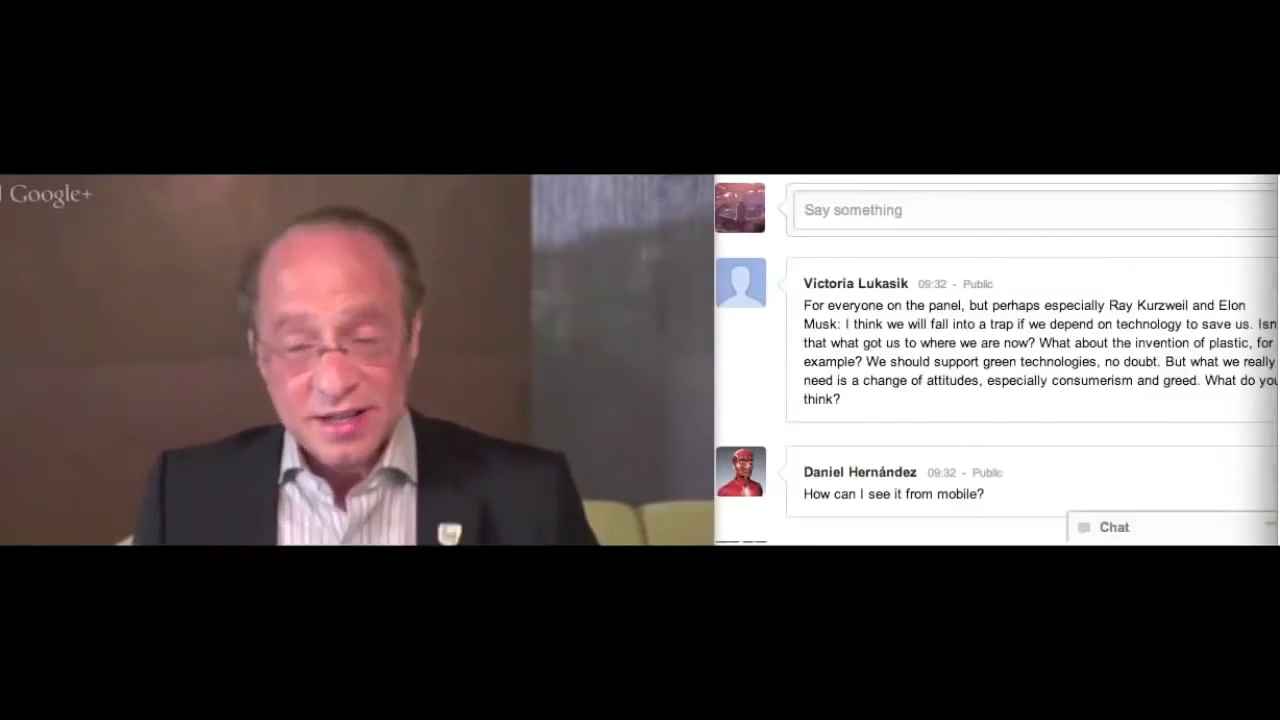 Google+
Say something
Victoria Lukasik 09:32 - Public
For everyone on the panel, but perhaps especially Ray Kurzweil and Elon
Musk: I think we will fall into a trap if we depend on technology to save us. Isn
that what got us to where we are now? What about the invention of plastic, for
example? We should support green technologies, no doubt. But what we really
need is a change of attitudes, especially consumerism and greed. What do you
think?
Daniel Hernández 09:32 - Public
How can I see it from mobile?
Chat